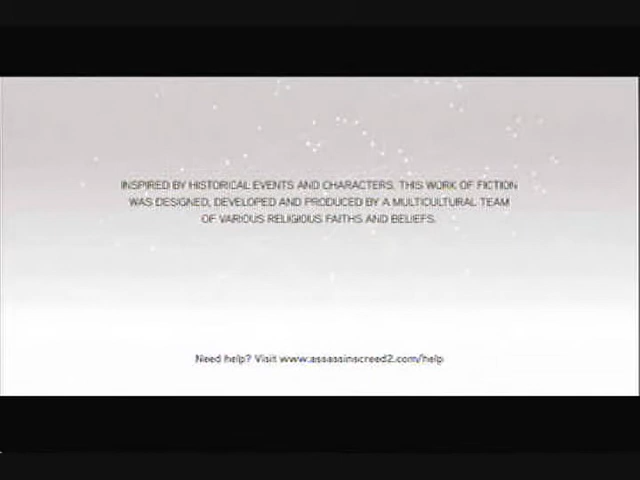 INSPIRED BY HISTORICAL EVENTS AND CHARACTERS. THIS WORK OF FICTION
WAS DESIGNED, DEVELOPED AND PRODUCED BY A MULTICULTURAL TEAM
OF VARIOUS RELIGIOUS FAITHS AND BELIEFS.
Need help? Visit www.assassinscreed2.com/help